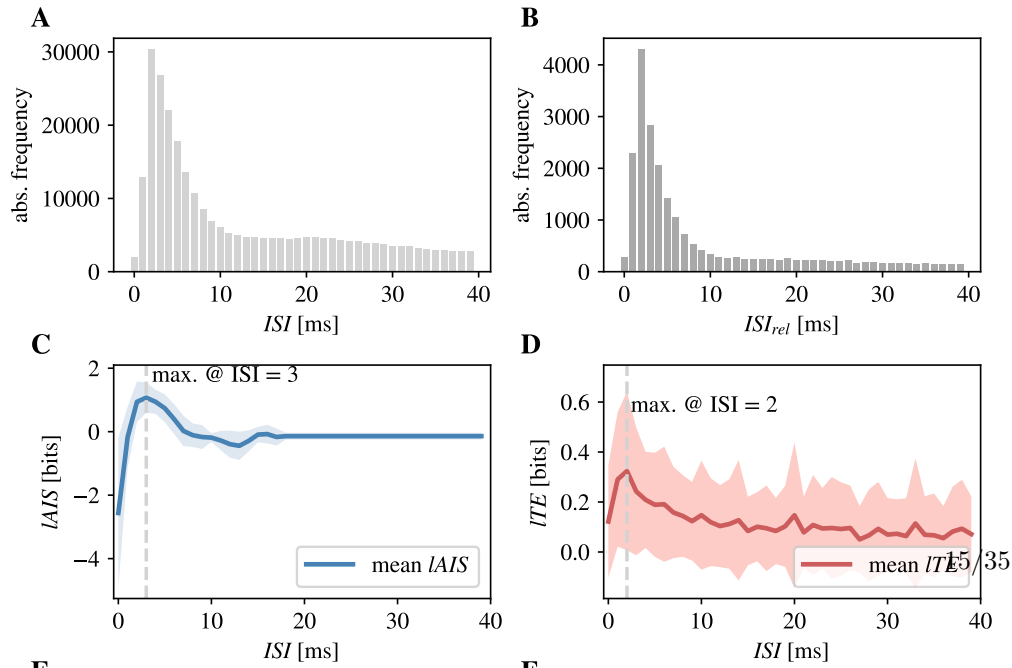 A
30000
20000
10000
0
abs. frequency
0 10 20 30 40
ISI [ms]
B
4000
3000
2000
1000
0
abs. frequency
0 10 20 30 40
ISI_rel [ms]
C
2
0
−2
−4
lAIS [bits]
max. @ ISI = 3
mean lAIS
0 10 20 30 40
ISI [ms]
D
0.6
0.4
0.2
0.0
lTE [bits]
max. @ ISI = 2
mean lTE
15/35
0 10 20 30 40
ISI [ms]